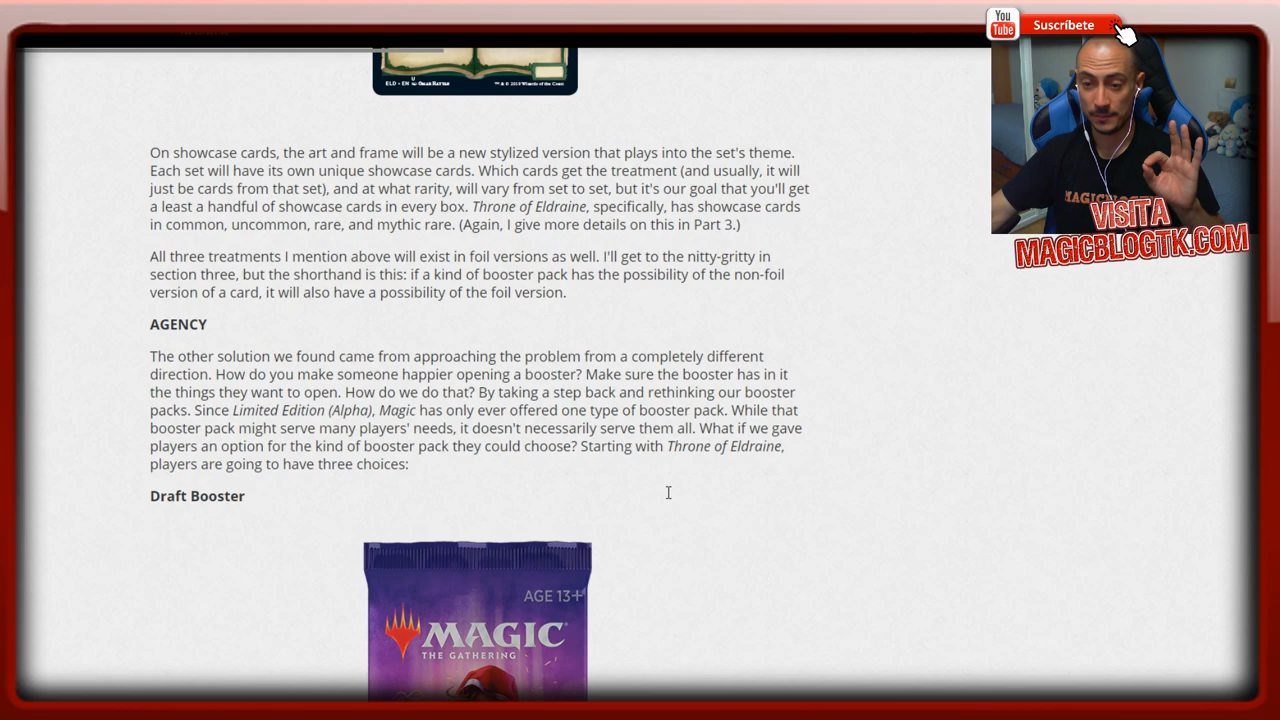 You
Tube
Suscríbete
ELD • EN
™ & © 2019 Wizards of the Coast
On showcase cards, the art and frame will be a new stylized version that plays into the set's theme.
Each set will have its own unique showcase cards. Which cards get the treatment (and usually, it will
just be cards from that set), and at what rarity, will vary from set to set, but it's our goal that you'll get
a least a handful of showcase cards in every box. Throne of Eldraine, specifically, has showcase cards
in common, uncommon, rare, and mythic rare. (Again, I give more details on this in Part 3.)
VISITA
MAGICBLOGTK.COM
All three treatments I mention above will exist in foil versions as well. I'll get to the nitty-gritty in
section three, but the shorthand is this: if a kind of booster pack has the possibility of the non-foil
version of a card, it will also have a possibility of the foil version.
AGENCY
The other solution we found came from approaching the problem from a completely different
direction. How do you make someone happier opening a booster? Make sure the booster has in it
the things they want to open. How do we do that? By taking a step back and rethinking our booster
packs. Since Limited Edition (Alpha), Magic has only ever offered one type of booster pack. While that
booster pack might serve many players' needs, it doesn't necessarily serve them all. What if we gave
players an option for the kind of booster pack they could choose? Starting with Throne of Eldraine,
players are going to have three choices:
Draft Booster
AGE 13+
MAGIC
THE GATHERING